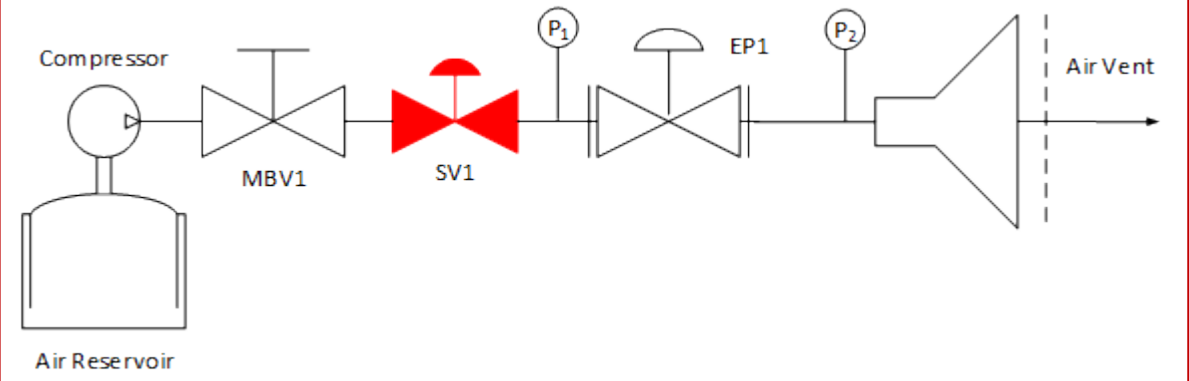 P1
P2
EP1
Compressor
Air Vent
MBV1
SV1
Air Reservoir